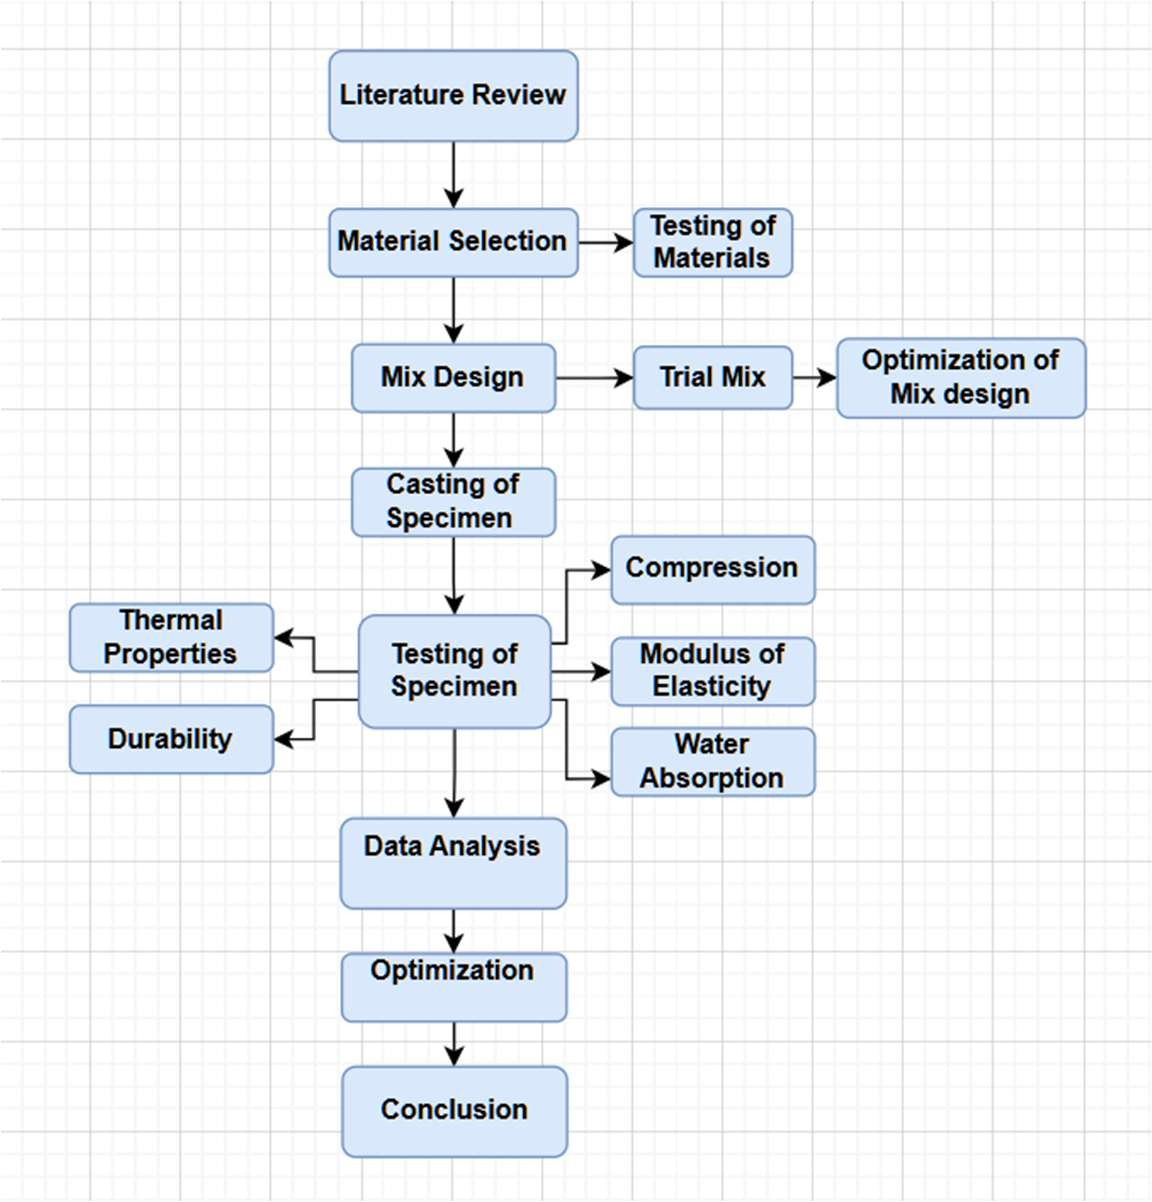 Literature Review
Material Selection
Testing of
Materials
Mix Design
Trial Mix
Optimization of
Mix design
Casting of
Specimen
Compression
Thermal
Properties
Testing of
Specimen
Modulus of
Elasticity
Durability
Water
Absorption
Data Analysis
Optimization
Conclusion